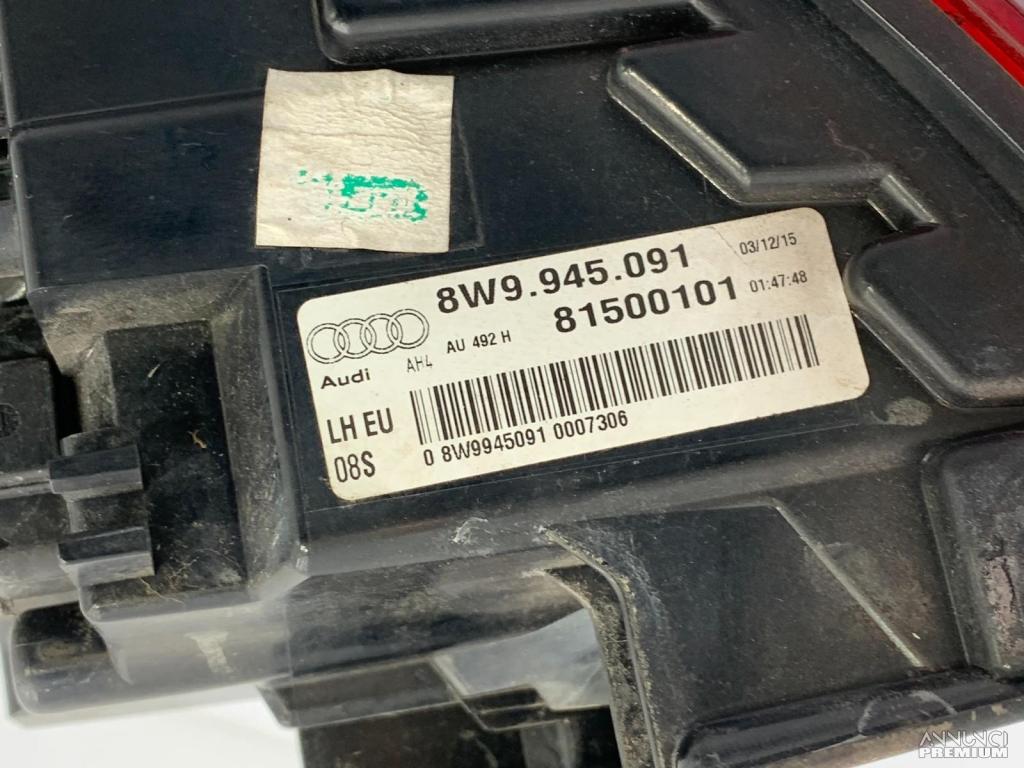 8W9.945.091
03/12/15
81500101
01:47:48
AH4
AU 492 H
Audi
LH EU
08S
0 8W9945091 0007306
ANNUNCI
PREMIUM